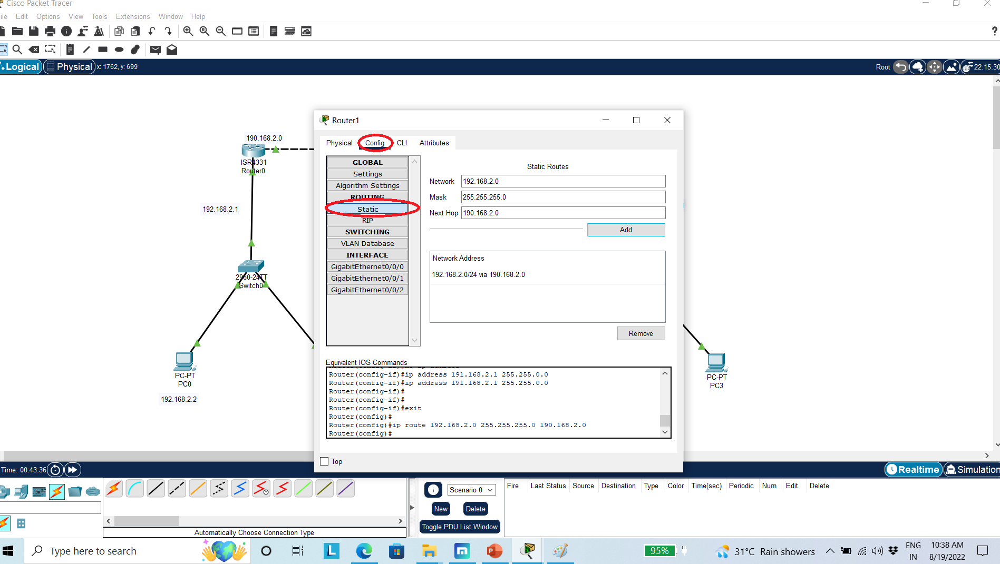 Cisco Packet Tracer
ile Edit Options View Tools Extensions Window Help
?
Logical Physical x: 1762, y: 699 Root 22:15:30
190.168.2.0
ISR4331
Router0
192.168.2.1
2960-24TT
Switch0
PC-PT
PC0
192.168.2.2
Router1
Physical Config CLI Attributes
GLOBAL
Settings
Algorithm Settings
ROUTING
Static
RIP
SWITCHING
VLAN Database
INTERFACE
GigabitEthernet0/0/0
GigabitEthernet0/0/1
GigabitEthernet0/0/2
Static Routes
Network 192.168.2.0
Mask 255.255.255.0
Next Hop 190.168.2.0
Add
Network Address
192.168.2.0/24 via 190.168.2.0
Remove
Equivalent IOS Commands
Router(config-if)#no ip address
Router(config-if)#ip address 191.168.2.1 255.255.0.0
Router(config-if)#ip address 191.168.2.1 255.255.0.0
Router(config-if)#
Router(config-if)#
Router(config-if)#exit
Router(config)#
Router(config)#ip route 192.168.2.0 255.255.255.0 190.168.2.0
Router(config)#
Top
PC-PT
PC3
Time: 00:43:36 Realtime Simulation
Scenario 0
New Delete
Toggle PDU List Window
Fire Last Status Source Destination Type Color Time(sec) Periodic Num Edit Delete
Automatically Choose Connection Type
Type here to search
L
95%
31°C Rain showers
ENG
IN
10:38 AM
8/19/2022